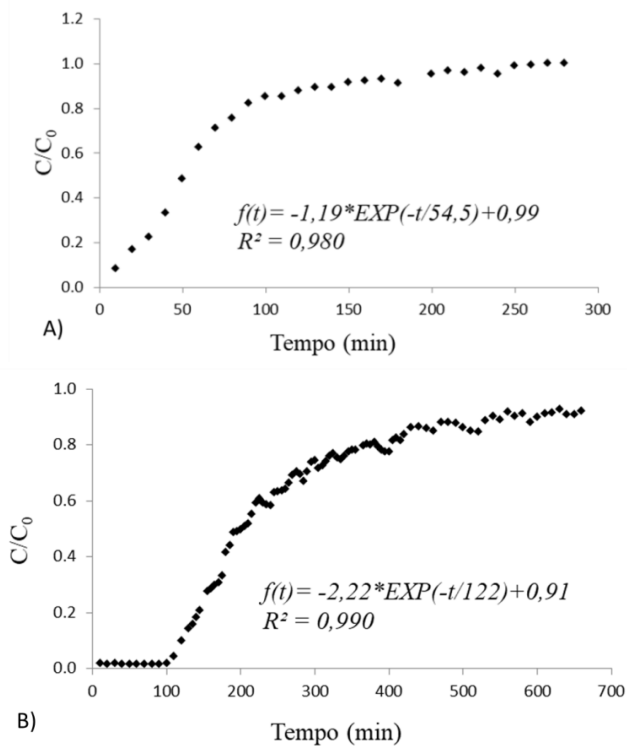 1.2
1.0
0.8
0.6
0.4
0.2
0.0
C/C₀
f(t)= -1,19*EXP(-t/54,5)+0,99
R² = 0,980
0 50 100 150 200 250 300
A)
Tempo (min)
1.0
0.8
0.6
0.4
0.2
0.0
C/C₀
f(t)= -2,22*EXP(-t/122)+0,91
R² = 0,990
0 100 200 300 400 500 600 700
B)
Tempo (min)